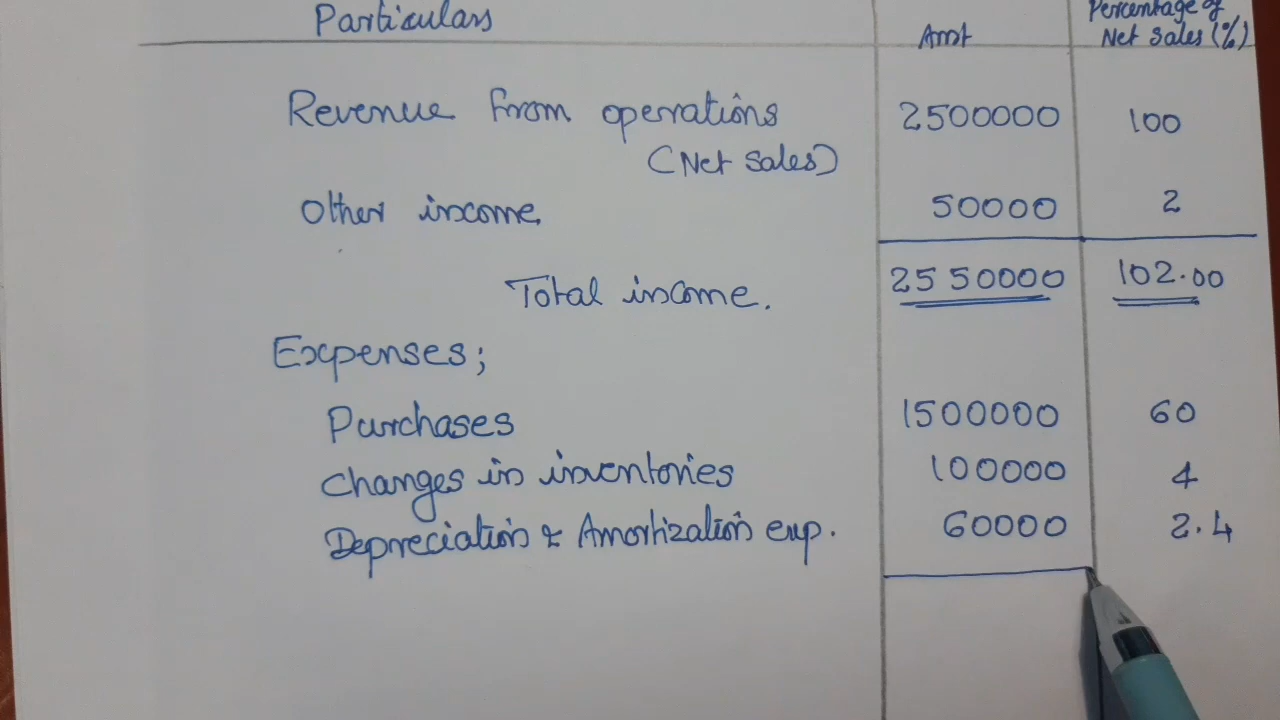 Particulars Amt Percentage of
Net Sales (%)
Revenue from operations 2500000 100
(Net sales)
Other income 50000 2
Total income. 2550000 102.00
Expenses;
Purchases 1500000 60
Changes in inventories 100000 4
Depreciation & Amortization exp. 60000 2.4